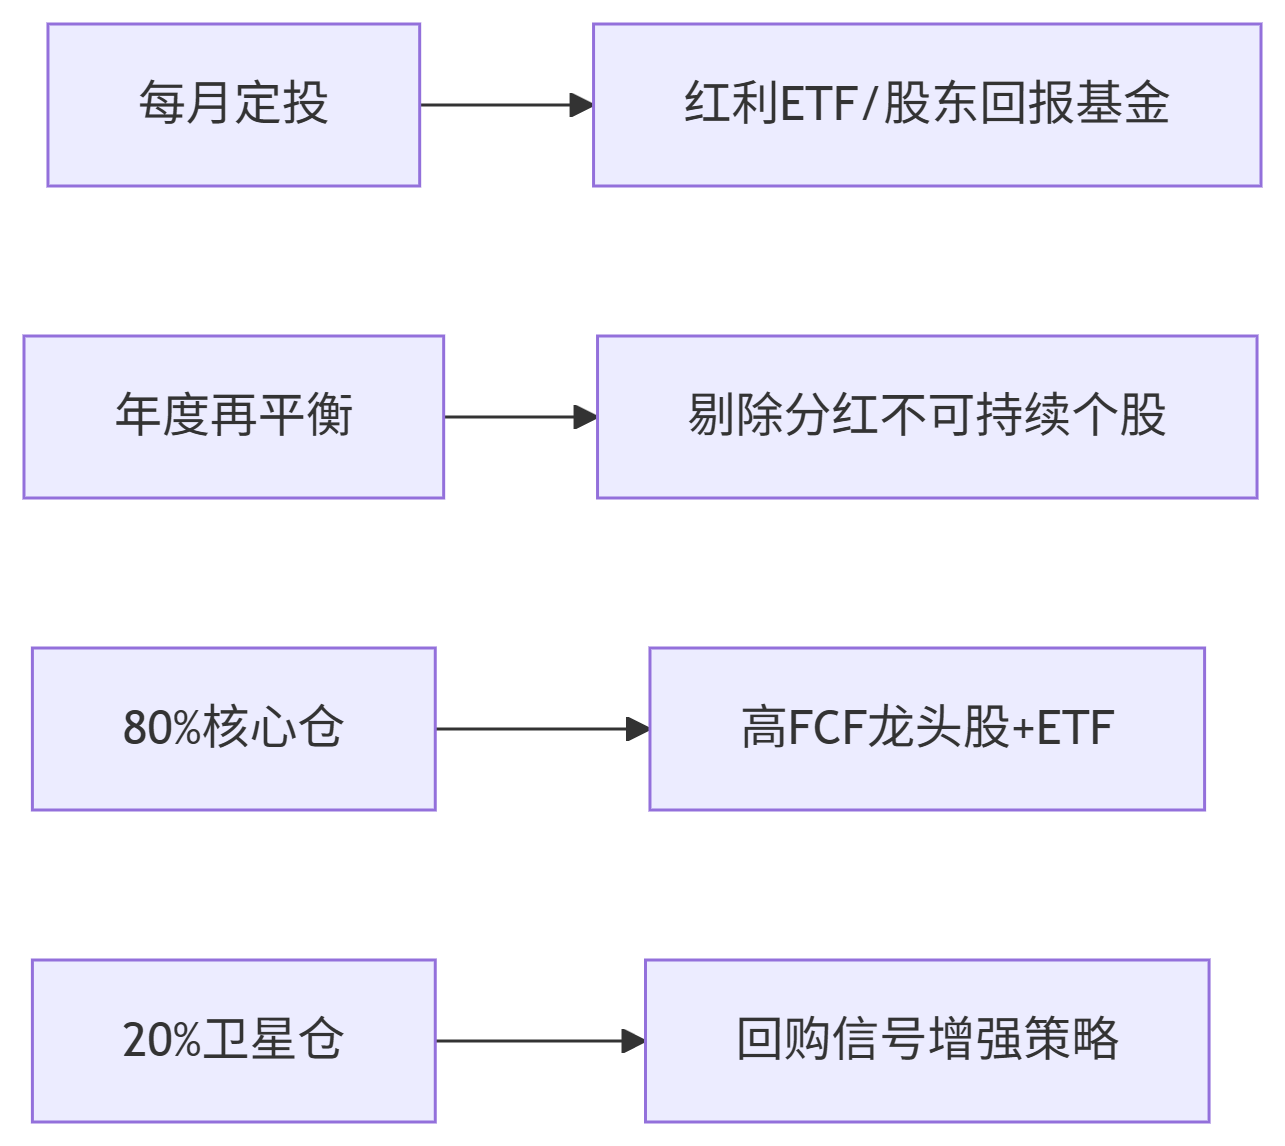 每月定投
红利ETF/股东回报基金
年度再平衡
剔除分红不可持续个股
80%核心仓
高FCF龙头股+ETF
20%卫星仓
回购信号增强策略